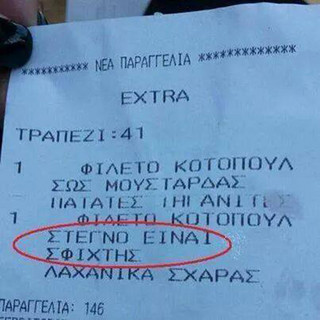 *********** ΝΕΑ ΠΑΡΑΓΓΕΛΙΑ *************
EXTRA
ΤΡΑΠΕΖΙ:41
1 ΦΙΛΕΤΟ ΚΟΤΟΠΟΥΛ
ΣΩΣ ΜΟΥΣΤΑΡΔΑΣ
ΠΑΤΑΤΕΣ ΤΗΓΑΝΙΤΕΣ
1 ΦΙΛΕΤΟ ΚΟΤΟΠΟΥΛ
ΣΤΕΓΝΟ ΕΙΝΑΙ
ΣΦΙΧΤΗΣ
ΛΑΧΑΝΙΚΑ ΣΧΑΡΑΣ
ΠΑΡΑΓΓΕΛΙΑ: 146